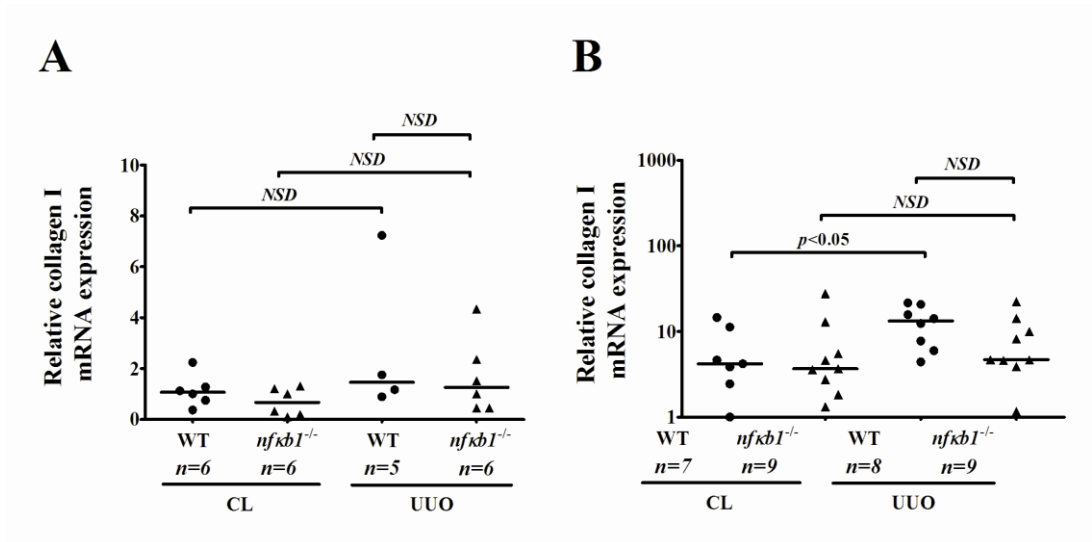 A
NSD
NSD
NSD
Relative collagen I
mRNA expression
10
8
6
4
2
0
WT nfκb1-/- WT nfκb1-/-
n=6 n=6 n=5 n=6
CL UUO
B
NSD
NSD
p<0.05
Relative collagen I
mRNA expression
1000
100
10
1
WT nfκb1-/- WT nfκb1-/-
n=7 n=9 n=8 n=9
CL UUO